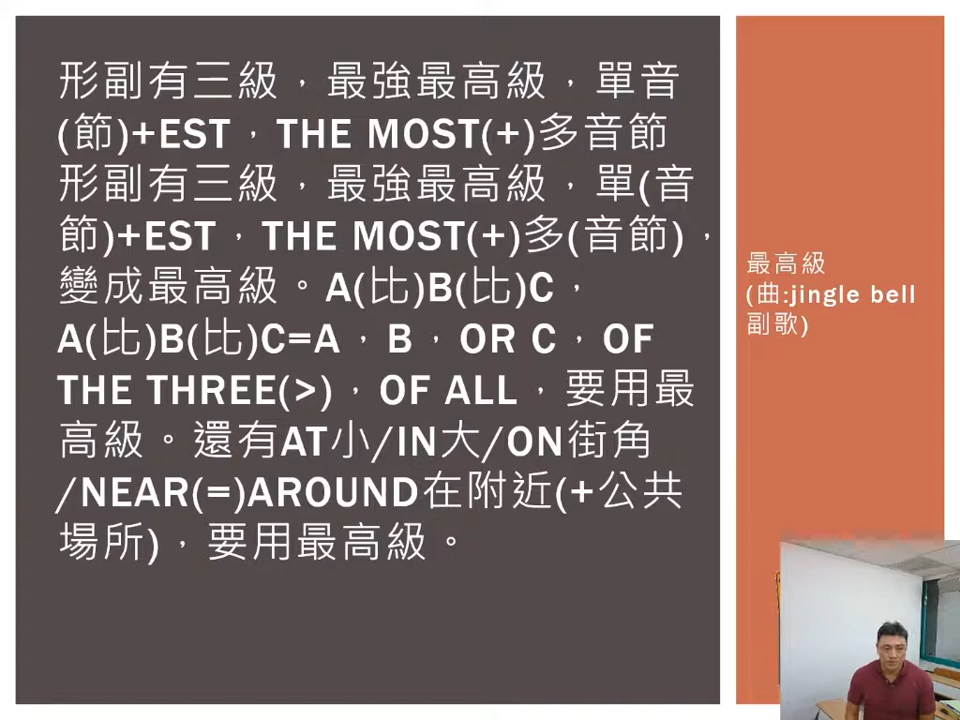 形副有三級，最強最高級，單音
(節)+EST，THE MOST(+)多音節
形副有三級，最強最高級，單(音
節)+EST，THE MOST(+)多(音節)，
變成最高級。A(比)B(比)C，
A(比)B(比)C=A，B，OR C，OF
THE THREE(>)，OF ALL，要用最
高級。還有AT小/IN大/ON街角
/NEAR(=)AROUND在附近(+公共
場所)，要用最高級。
最高級
(曲:jingle bell
副歌)